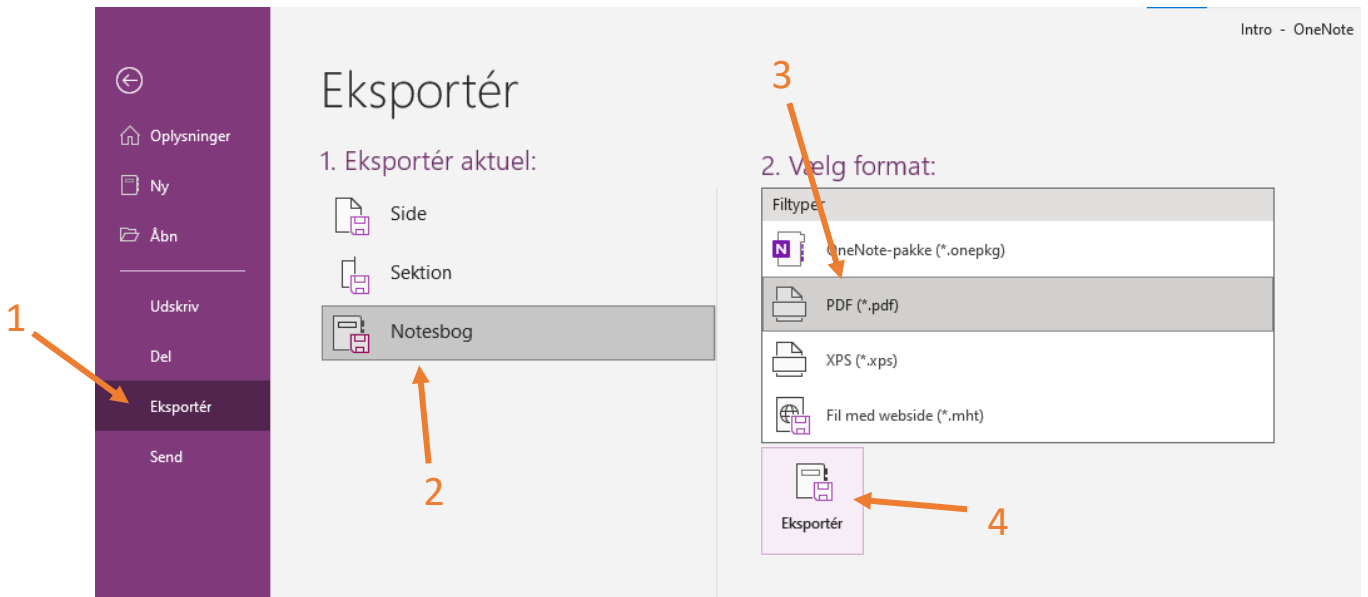 Intro - OneNote
Oplysninger
Ny
Åbn
Udskriv
Del
Eksportér
Send
1
Eksportér
1. Eksportér aktuel:
Side
Sektion
Notesbog
2
3
2. Vælg format:
Filtyper
N
OneNote-pakke (*.onepkg)
PDF (*.pdf)
XPS (*.xps)
Fil med webside (*.mht)
Eksportér
4